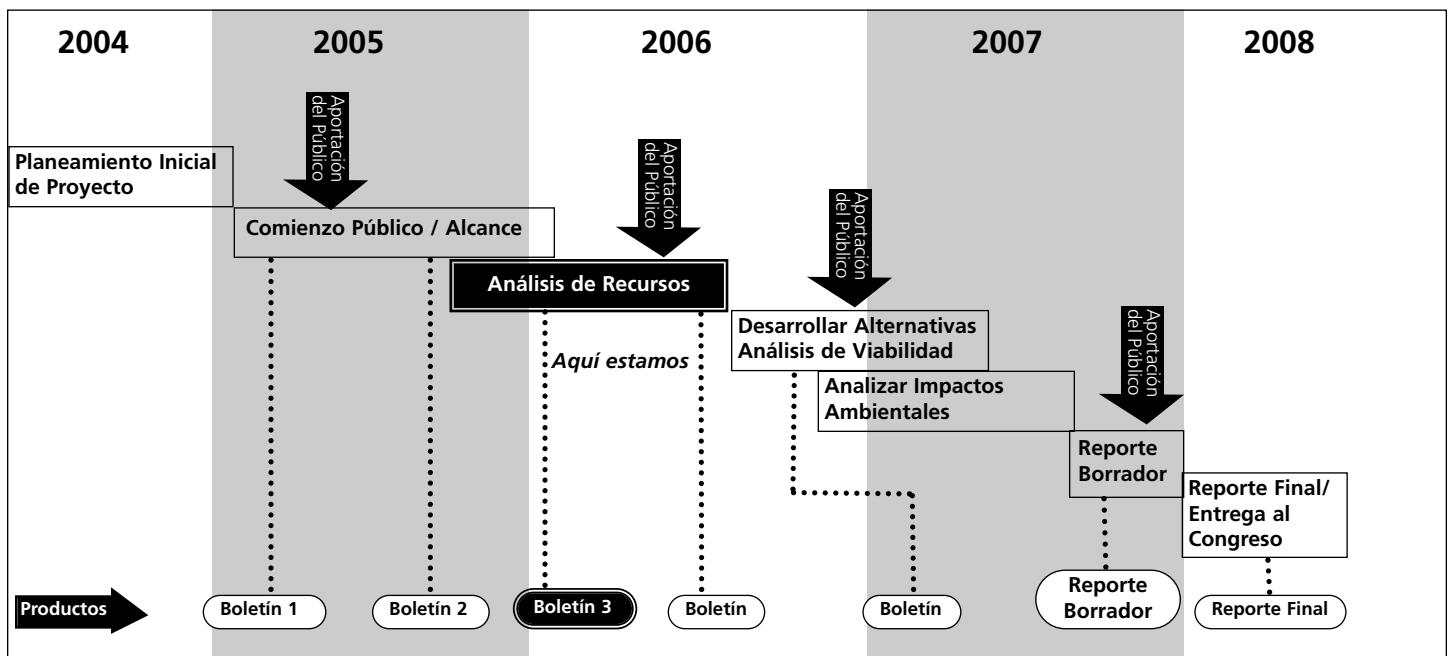 2004
2005
2006
2007
2008
Aportación
del Público
Aportación
del Público
Aportación
del Público
Aportación
del Público
Planeamiento Inicial
de Proyecto
Comienzo Público / Alcance
Análisis de Recursos
Aquí estamos
Desarrollar Alternativas
Análisis de Viabilidad
Analizar Impactos
Ambientales
Reporte
Borrador
Reporte Final/
Entrega al
Congreso
Productos
Boletín 1
Boletín 2
Boletín 3
Boletín
Boletín
Reporte
Borrador
Reporte Final